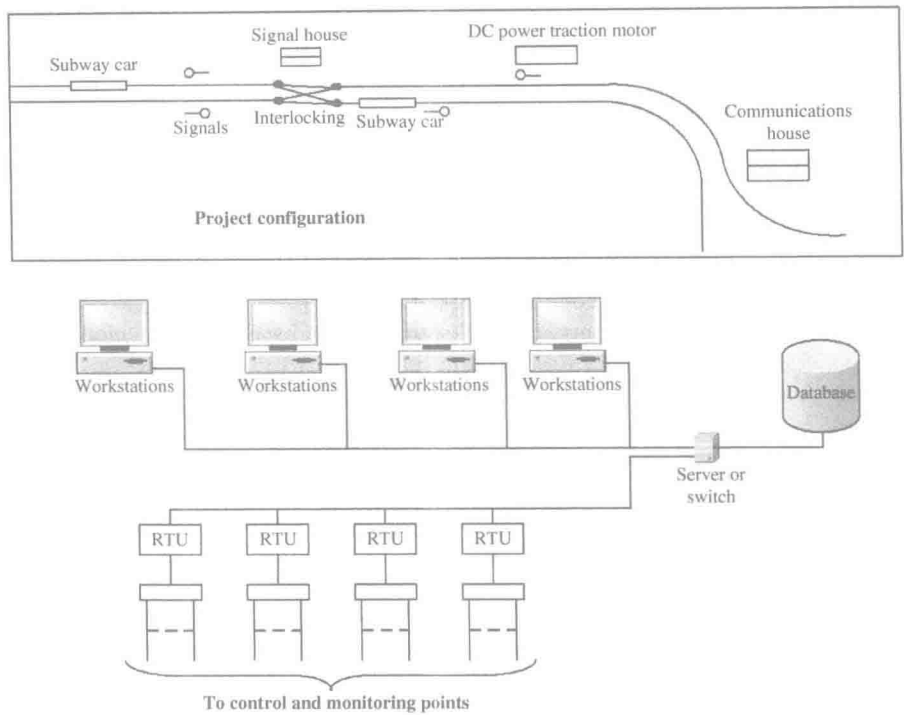 Signal house
DC power traction motor
Subway car
Signals
Interlocking
Subway car
Communications
house
Project configuration
Workstations
Workstations
Workstations
Workstations
Database
Server or
switch
RTU
RTU
RTU
RTU
To control and monitoring points